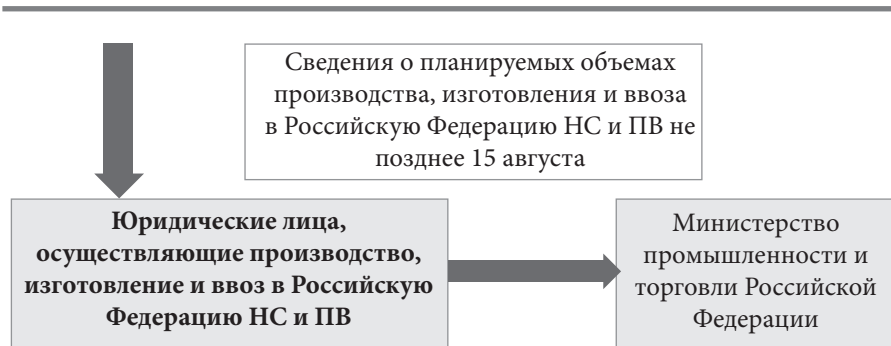 Сведения о планируемых объемах
производства, изготовления и ввоза
в Российскую Федерацию НС и ПВ не
позднее 15 августа
Юридические лица,
осуществляющие производство,
изготовление и ввоз в Российскую
Федерацию НС и ПВ
Министерство
промышленности и
торговли Российской
Федерации